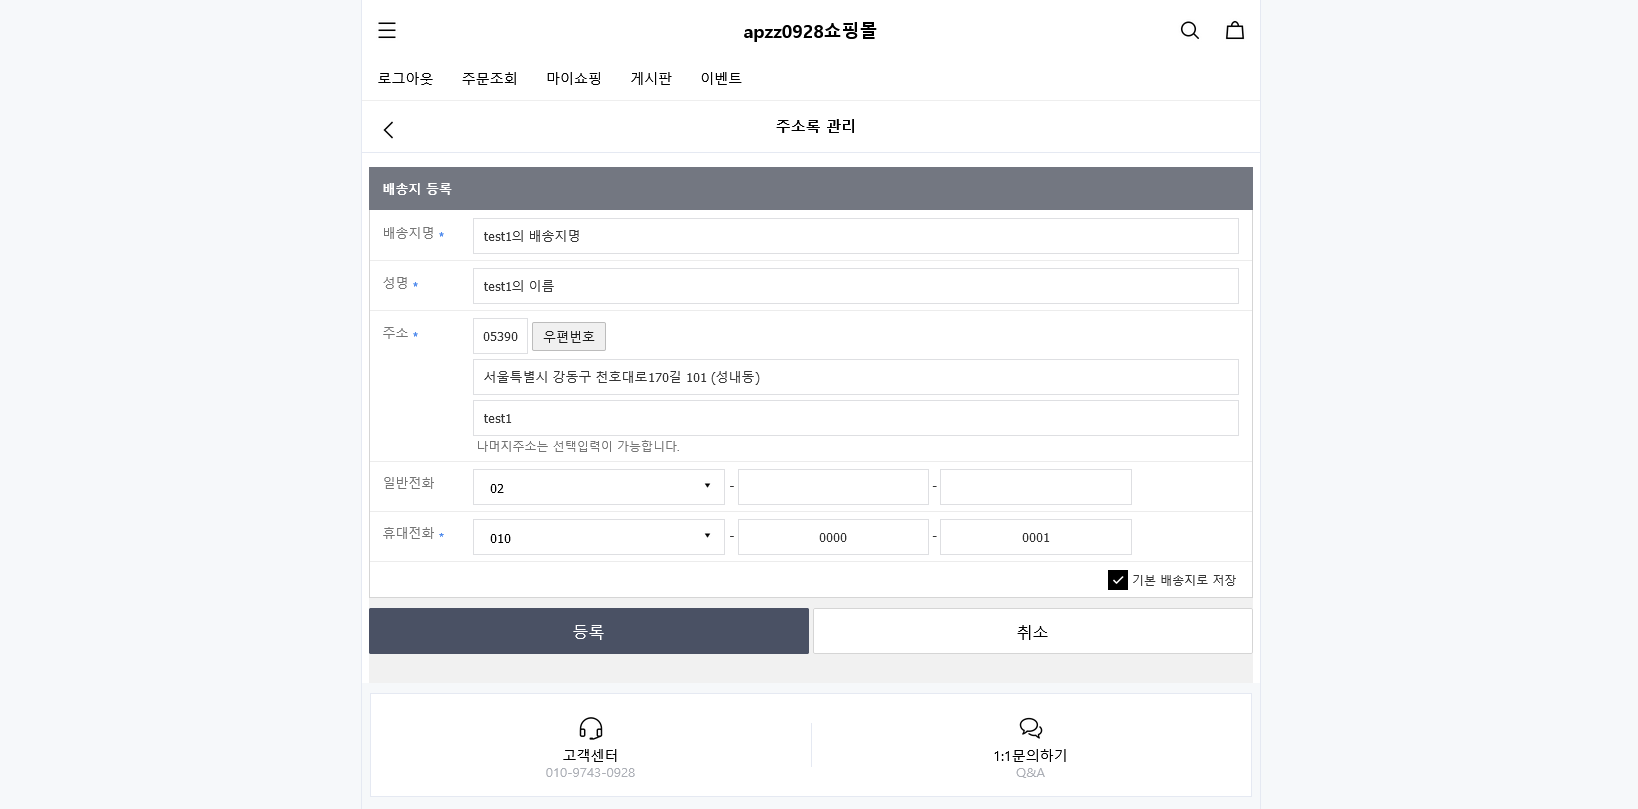 apzz0928쇼핑몰
로그아웃 주문조회 마이쇼핑 게시판 이벤트
주소록 관리
배송지 등록
배송지명 * test1의 배송지명
성명 * test1의 이름
주소 * 05390 우편번호
서울특별시 강동구 천호대로170길 101 (성내동)
test1
나머지주소는 선택입력이 가능합니다.
일반전화 02 - -
휴대전화 * 010 - 0000 - 0001
기본 배송지로 저장
등록 취소
고객센터 1:1문의하기
010-9743-0928 Q&A